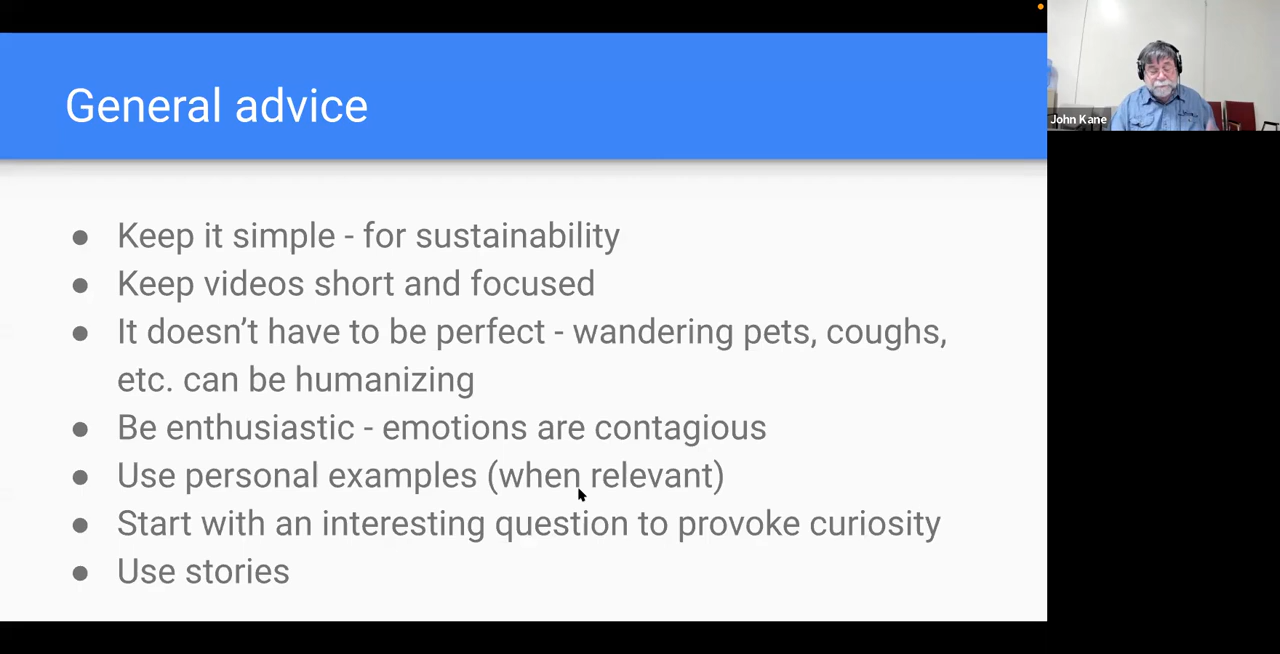 General advice
John Kane
● Keep it simple - for sustainability
● Keep videos short and focused
● It doesn’t have to be perfect - wandering pets, coughs,
etc. can be humanizing
● Be enthusiastic - emotions are contagious
● Use personal examples (when relevant)
● Start with an interesting question to provoke curiosity
● Use stories